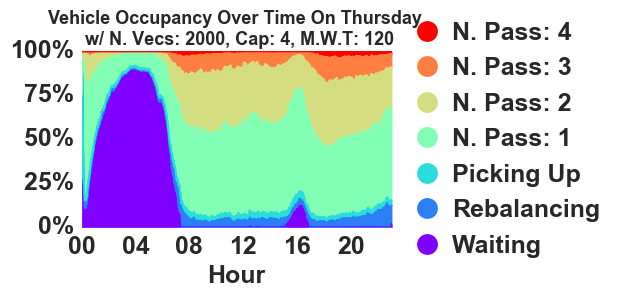 Vehicle Occupancy Over Time On Thursday
w/ N. Vecs: 2000, Cap: 4, M.W.T: 120
100%
75%
50%
25%
0%
00 04 08 12 16 20
Hour
N. Pass: 4
N. Pass: 3
N. Pass: 2
N. Pass: 1
Picking Up
Rebalancing
Waiting